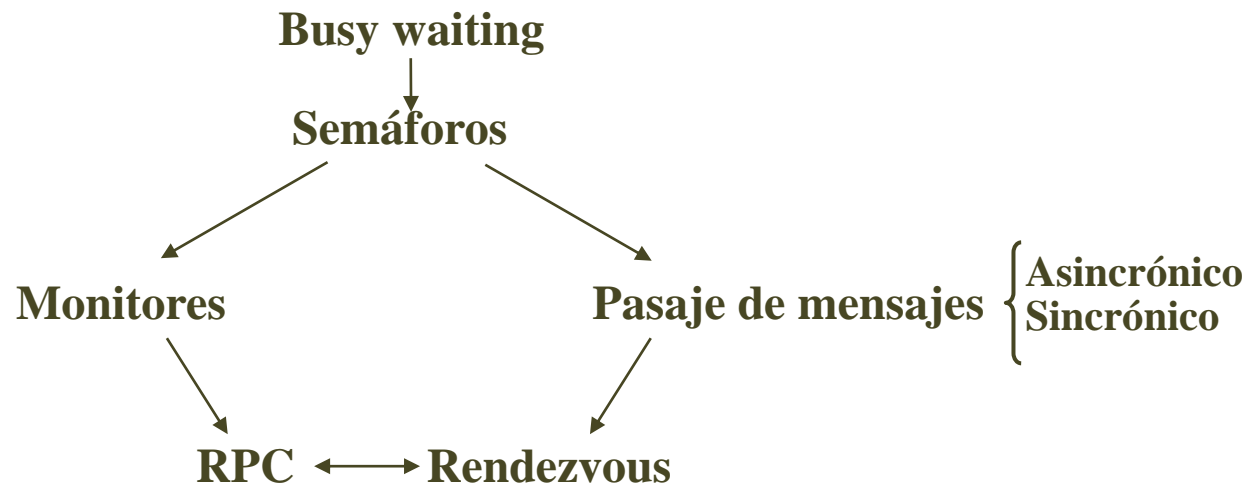 Busy waiting
Semáforos
Monitores
Pasaje de mensajes
Asincrónico
Sincrónico
RPC
Rendezvous